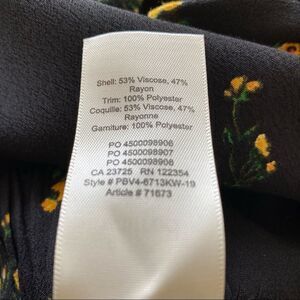 Shell: 53% Viscose, 47%
Rayon
Trim: 100% Polyester
Coquille: 53% Viscose, 47%
Rayonne
Garniture: 100% Polyester
PO 4500098906
PO 4500098907
PO 4500098908
CA 23725 RN 122354
Style # PBV4-6713KW-19
Article # 71673